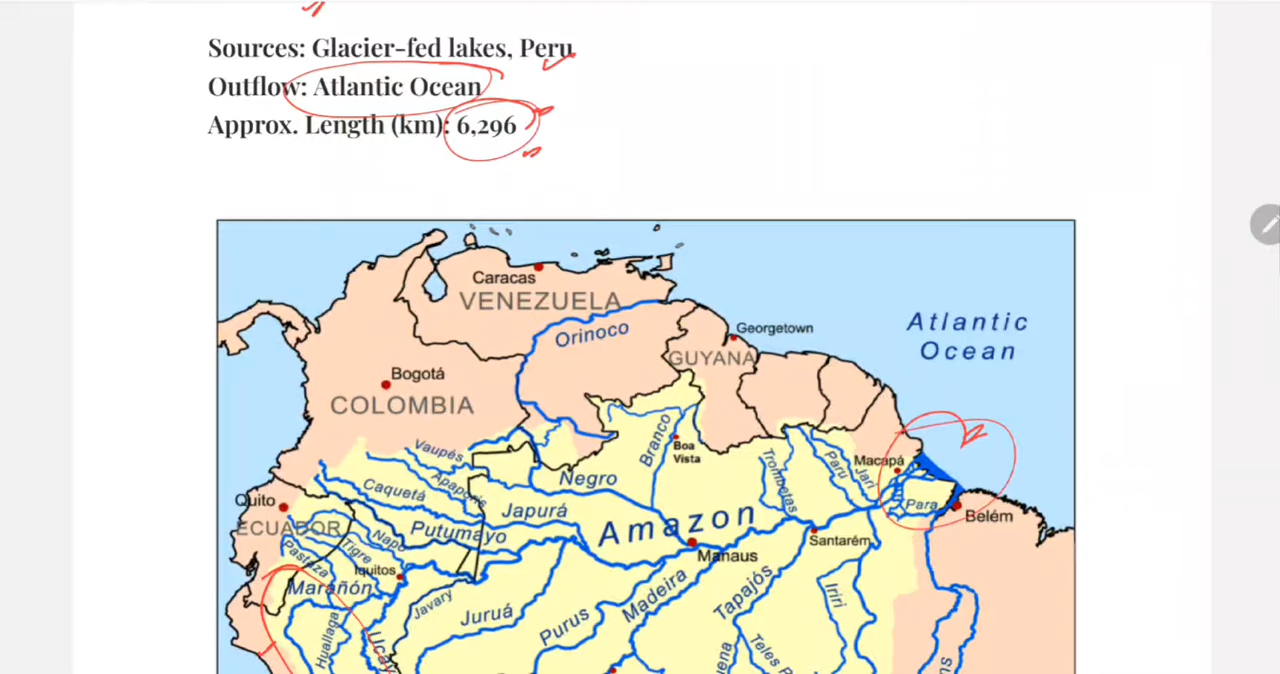 Sources: Glacier-fed lakes, Peru
Outflow: Atlantic Ocean
Approx. Length (km): 6,296
Caracas
VENEZUELA
Orinoco
Georgetown
GUYANA
Atlantic
Ocean
Bogotá
COLOMBIA
Vaupés
Apaporis
Caquetá
Negro
Branco
Boa
Vista
Trombetas
Paru
Jari
Macapá
Para
Belém
Quito
ECUADOR
Japurá
Putumayo
Napo
Tigre
Pastaza
Iquitos
Marañón
Amazon
Manaus
Santarém
Javary
Juruá
Purus
Madeira
Tapajós
Iriri
Huallaga
Teles